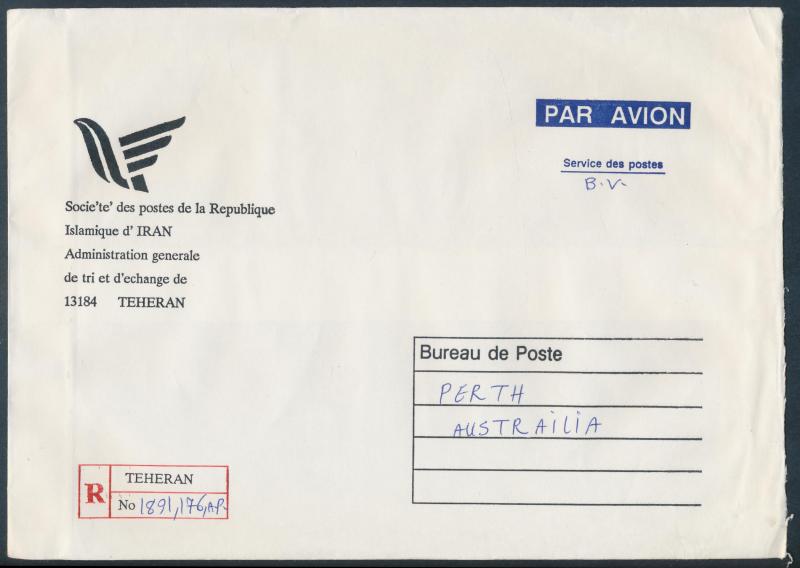 PAR AVION
Service des postes
B.V.
Socie'te' des postes de la Republique
Islamique d' IRAN
Administration generale
de tri et d'echange de
13184 TEHERAN
Bureau de Poste
PERTH
AUSTRAILIA
R TEHERAN
No 1891,176,AP.